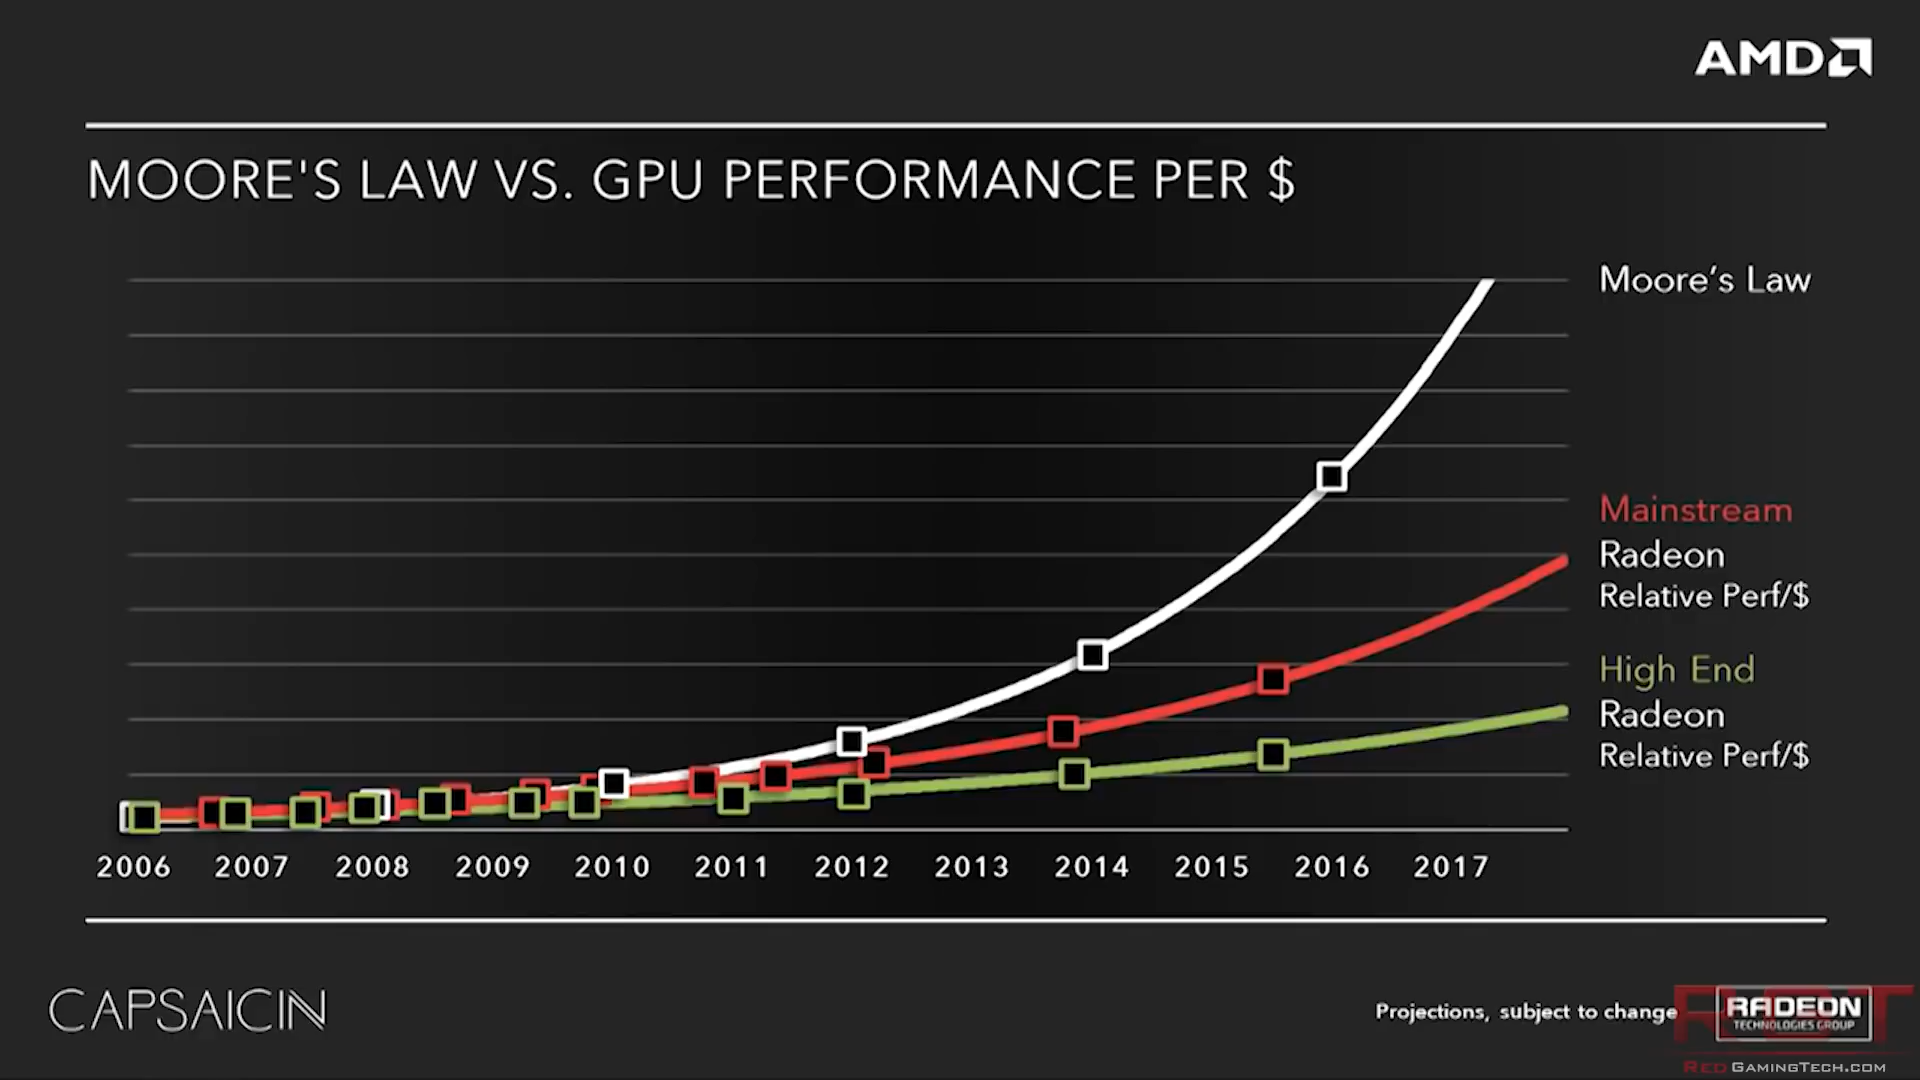 AMD
MOORE'S LAW VS. GPU PERFORMANCE PER $
Moore's Law
Mainstream
Radeon
Relative Perf/$
High End
Radeon
Relative Perf/$
2006 2007 2008 2009 2010 2011 2012 2013 2014 2015 2016 2017
CAPSAICIN
Projections, subject to change
RGT
RADEON
TECHNOLOGIES GROUP
REDGAMINGTECH.COM